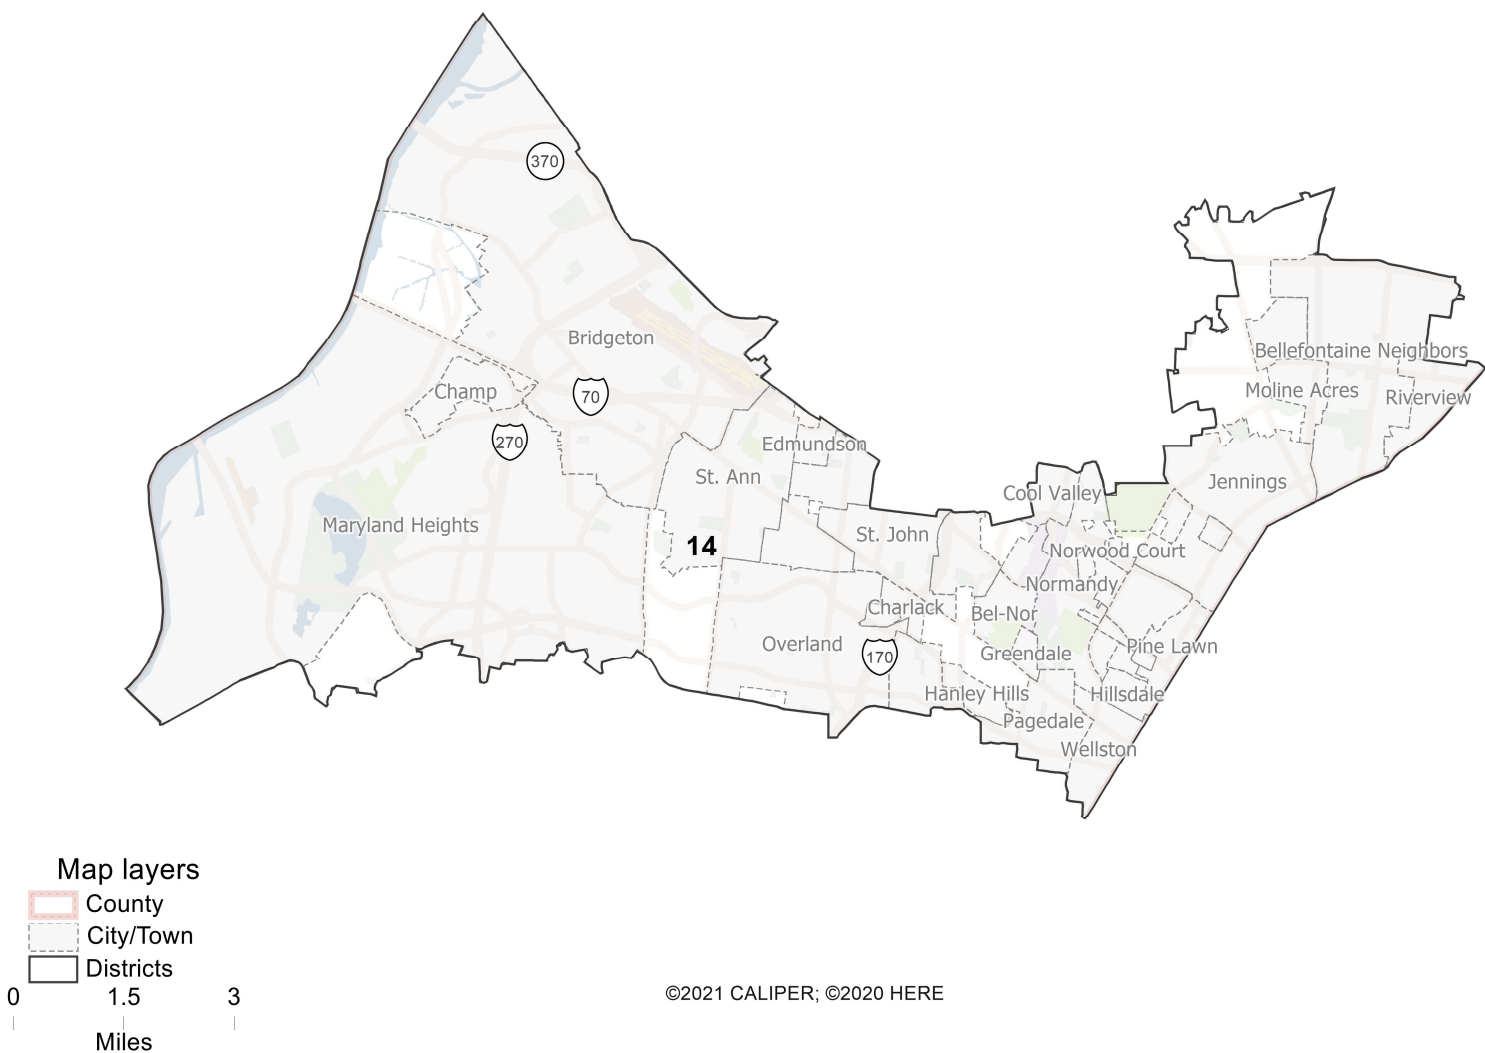 370
Bridgeton
Bellefontaine Neighbors
Champ
70
Moline Acres
Riverview
270
Edmundson
St. Ann
Jennings
Cool Valley
Maryland Heights
St. John
14
Norwood Court
Normandy
Charlack
Bel-Nor
Overland
170
Greendale
Pine Lawn
Hanley Hills
Hillsdale
Pagedale
Wellston
Map layers
County
City/Town
Districts
0 1.5 3
Miles
©2021 CALIPER; ©2020 HERE